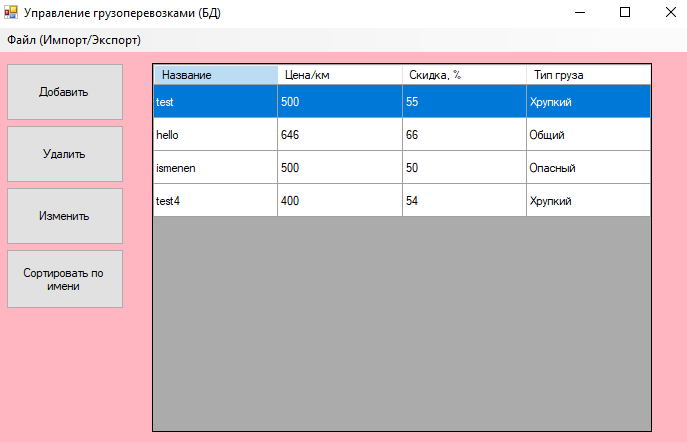 Управление грузоперевозками (БД)
Файл (Импорт/Экспорт)
Добавить
Удалить
Изменить
Сортировать по
имени
Название Цена/км Скидка, % Тип груза
test 500 55 Хрупкий
hello 646 66 Общий
ismenen 500 50 Опасный
test4 400 54 Хрупкий